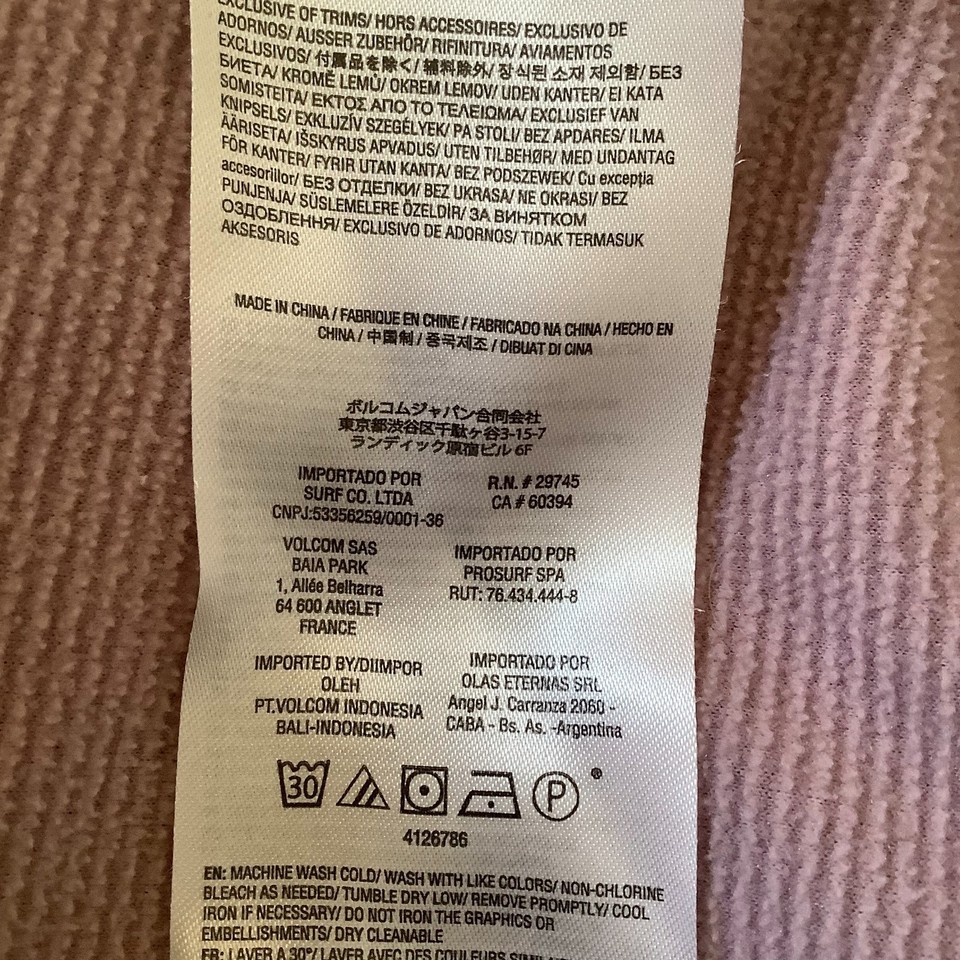 EXCLUSIVE OF TRIMS/ HORS ACCESSOIRES/ EXCLUSIVO DE
ADORNOS/ AUSSER ZUBEHÖR/ RIFINITURA/ AVIAMENTOS
EXCLUSIVOS/ 付属品を除く/ 辅料除外/ 장식된 소재 제외함/ БЕЗ
БИЕТА/ KROMĚ LEMŮ/ OKREM LEMOV/ UDEN KANTER/ EI KATA
SOMISTEITA/ ΕΚΤΟΣ ΑΠΟ ΤΟ ΤΕΛΕΙΩΜΑ/ EXCLUSIEF VAN
KNIPSELS/ EXKLUZÍV SZEGÉLYEK/ PA STOLI/ BEZ APDARES/ ILMA
ÄÄRISETA/ IŠSKYRUS APVADUS/ UTEN TILBEHØR/ MED UNDANTAG
FÖR KANTER/ FYRIR UTAN KANTA/ BEZ PODSZEWEK/ Cu excepția
accesoriilor/ БЕЗ ОТДЕЛКИ/ BEZ UKRASA/ NE OKRASI/ BEZ
PUNJENJA/ SÜSLEMELERE ÖZELDİR/ ЗА ВИНЯТКОМ
ОЗДОБЛЕННЯ/ EXCLUSIVO DE ADORNOS/ TIDAK TERMASUK
AKSESORIS
MADE IN CHINA / FABRIQUE EN CHINE / FABRICADO NA CHINA / HECHO EN
CHINA / 中国制 / 중국제조 / DIBUAT DI CINA
ボルコムジャパン合同会社
東京都渋谷区千駄ヶ谷3-15-7
ランディック原宿ビル 6F
IMPORTADO POR
SURF CO. LTDA
CNPJ:53356259/0001-36
R.N. # 29745
CA # 60394
VOLCOM SAS
BAIA PARK
1, Allée Belharra
64 600 ANGLET
FRANCE
IMPORTADO POR
PROSURF SPA
RUT: 76.434.444-8
IMPORTED BY/DIIMPOR
OLEH
PT.VOLCOM INDONESIA
BALI-INDONESIA
IMPORTADO POR
OLAS ETERNAS SRL
Angel J. Carranza 2060 -
CABA - Bs. As. -Argentina
30 P ®
4126786
EN: MACHINE WASH COLD/ WASH WITH LIKE COLORS/ NON-CHLORINE
BLEACH AS NEEDED/ TUMBLE DRY LOW/ REMOVE PROMPTLY/ COOL
IRON IF NECESSARY/ DO NOT IRON THE GRAPHICS OR
EMBELLISHMENTS/ DRY CLEANABLE
FR: LAVER A 30°/ LAVER AVEC DES COULEURS